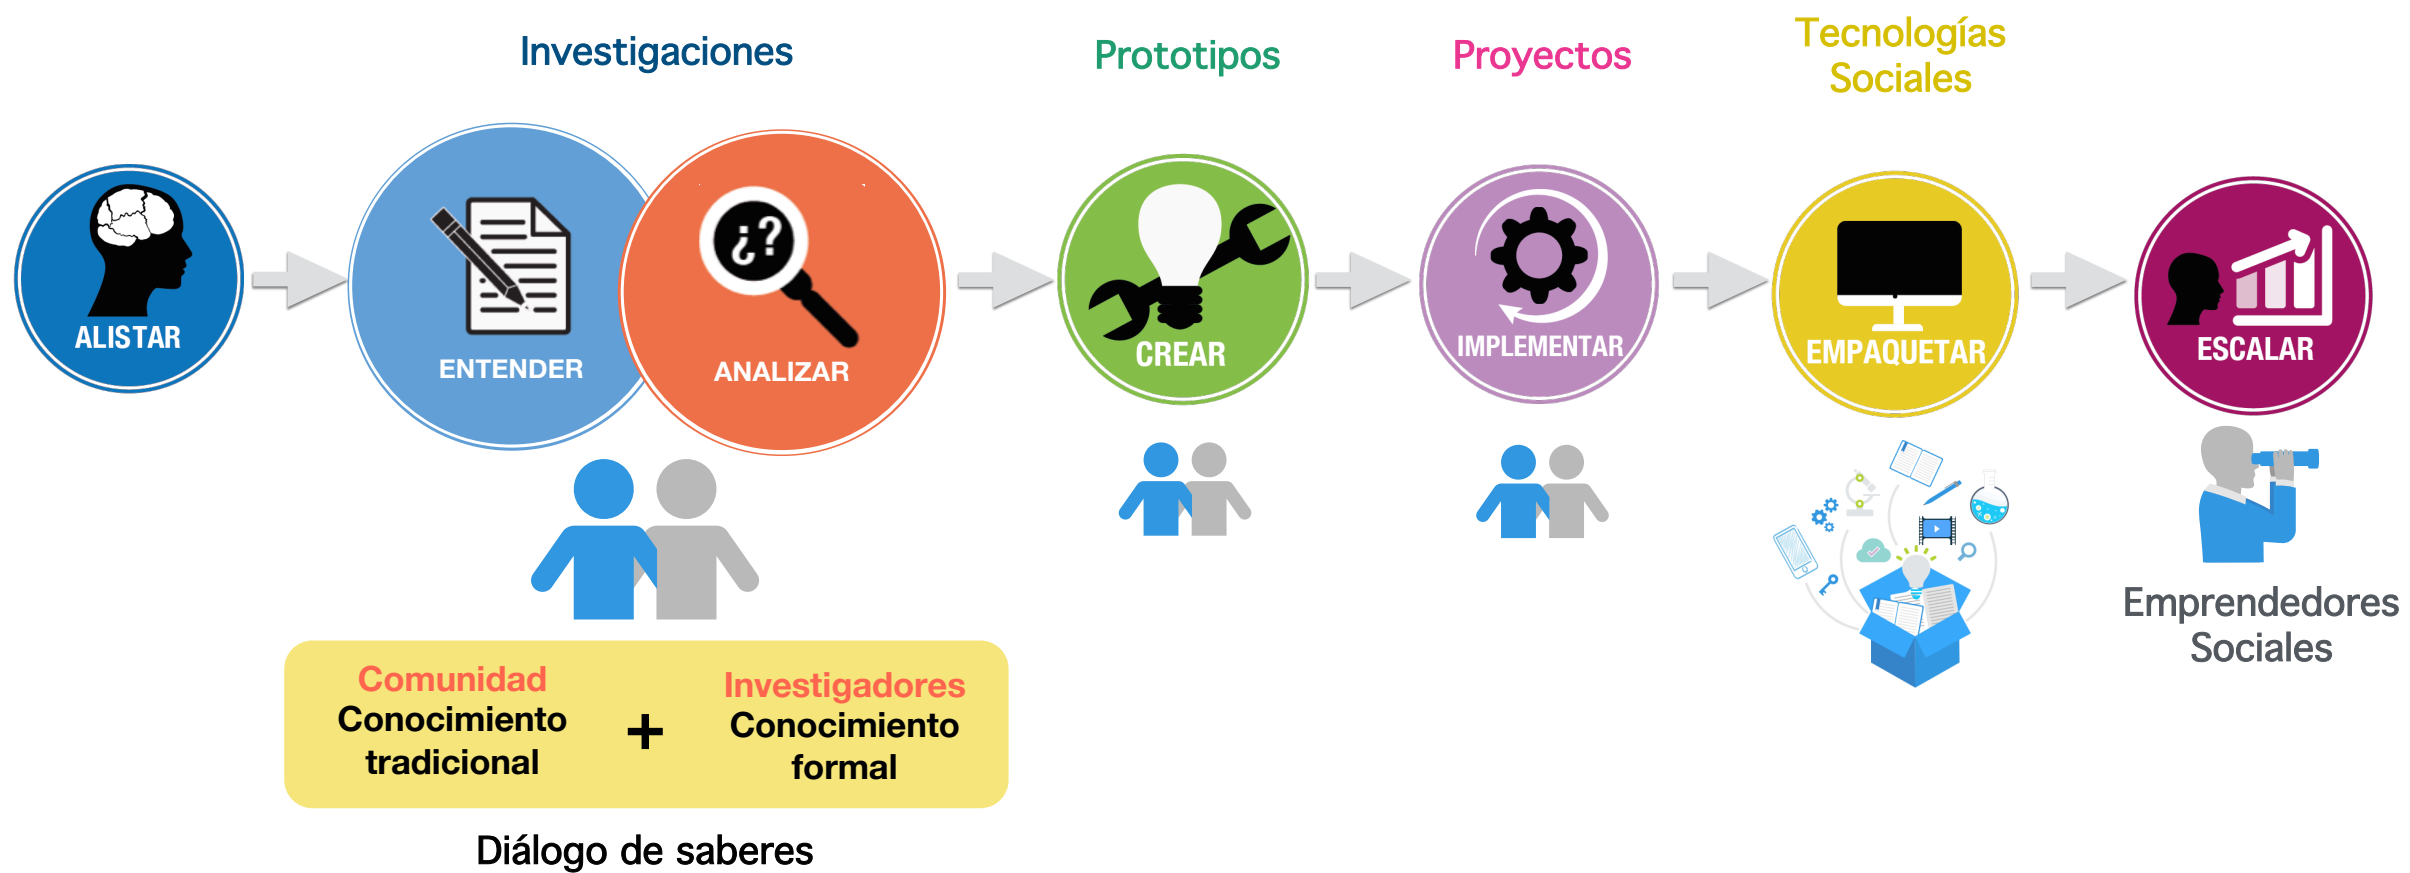 Investigaciones
Prototipos
Proyectos
Tecnologías
Sociales
ALISTAR
ENTENDER
¿?
ANALIZAR
CREAR
IMPLEMENTAR
EMPAQUETAR
ESCALAR
Comunidad
Conocimiento
tradicional
+
Investigadores
Conocimiento
formal
Diálogo de saberes
Emprendedores
Sociales